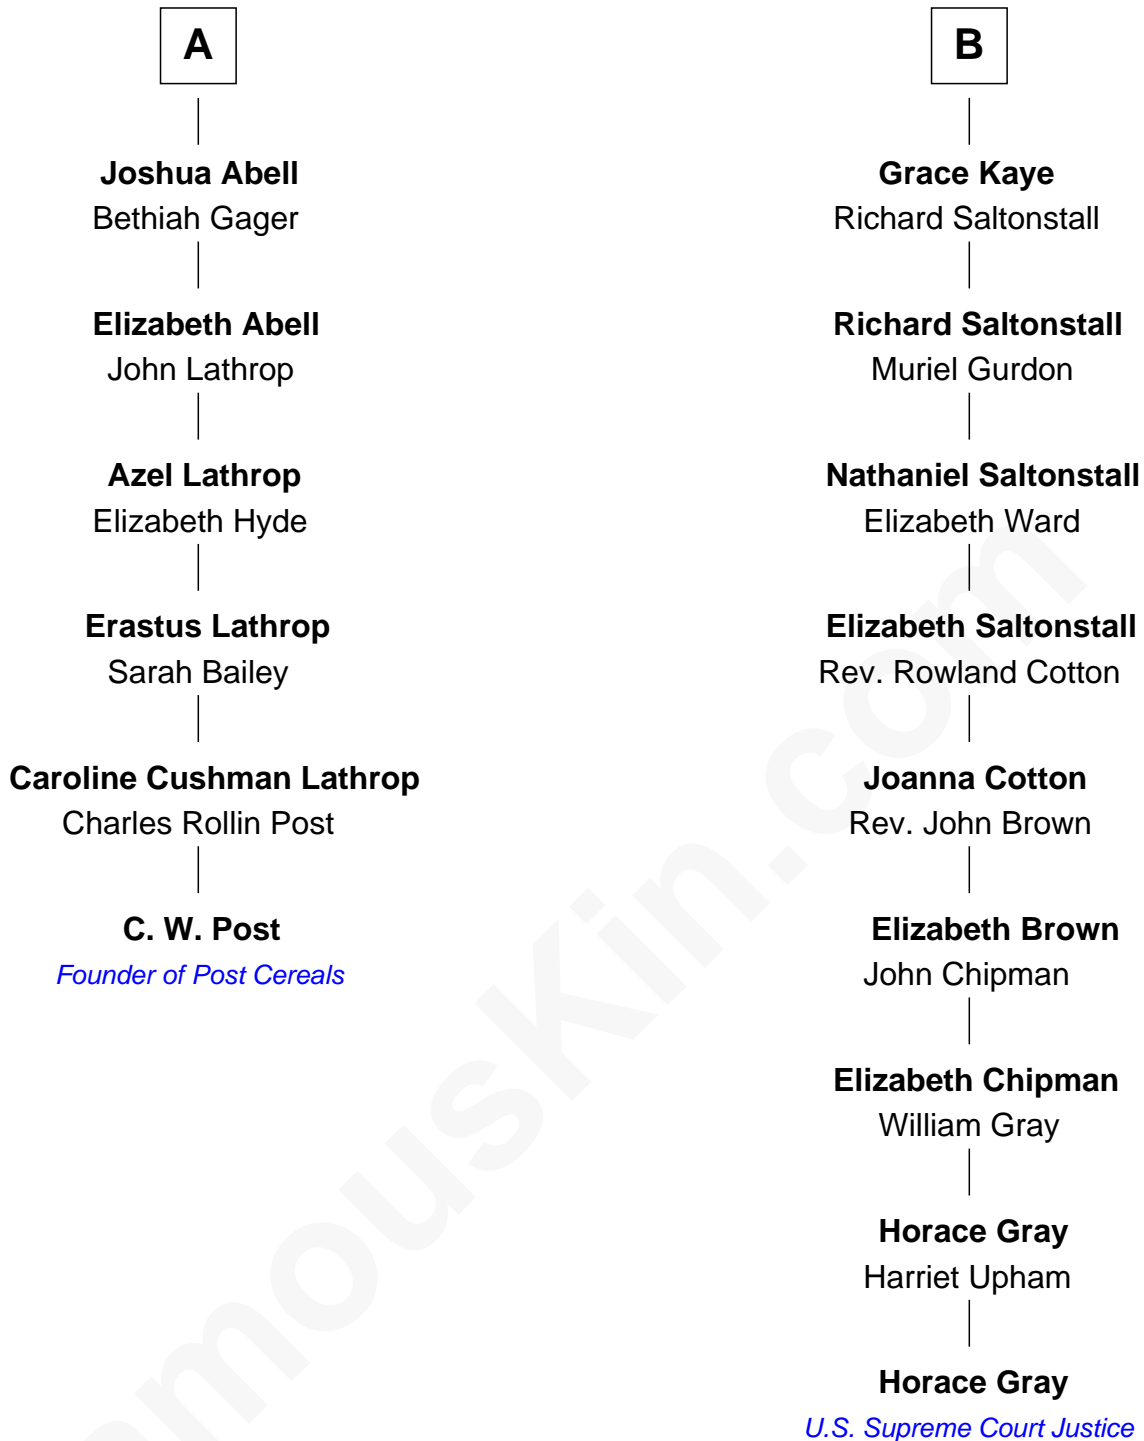 A
Joshua Abell
Bethiah Gager
Elizabeth Abell
John Lathrop
Azel Lathrop
Elizabeth Hyde
Erastus Lathrop
Sarah Bailey
Caroline Cushman Lathrop
Charles Rollin Post
C. W. Post
Founder of Post Cereals
B
Grace Kaye
Richard Saltonstall
Richard Saltonstall
Muriel Gurdon
Nathaniel Saltonstall
Elizabeth Ward
Elizabeth Saltonstall
Rev. Rowland Cotton
Joanna Cotton
Rev. John Brown
Elizabeth Brown
John Chipman
Elizabeth Chipman
William Gray
Horace Gray
Harriet Upham
Horace Gray
U.S. Supreme Court Justice
amouskin.com